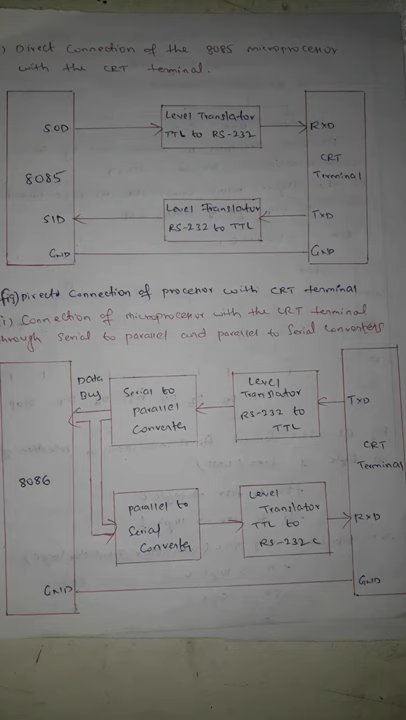 ) Direct Connection of the 8085 microprocessor
with the CRT terminal.
SOD
Level Translator
TTL to RS-232
RXD
CRT
Terminal
8085
SID
Level Translator
RS-232 to TTL
TXD
GND
GND
fig) Directs Connection of processor with CRT terminal
i) Connection of microprocessor with the CRT terminal
through Serial to parallel and parallel to Serial Converters
Data
Bus
Serial to
parallel
Converter
Level
Translator
RS-232 to
TTL
TXD
CRT
Terminal
8086
parallel to
Serial
Converter
Level
Translator
TTL to
RS-232C
RXD
GND
GND